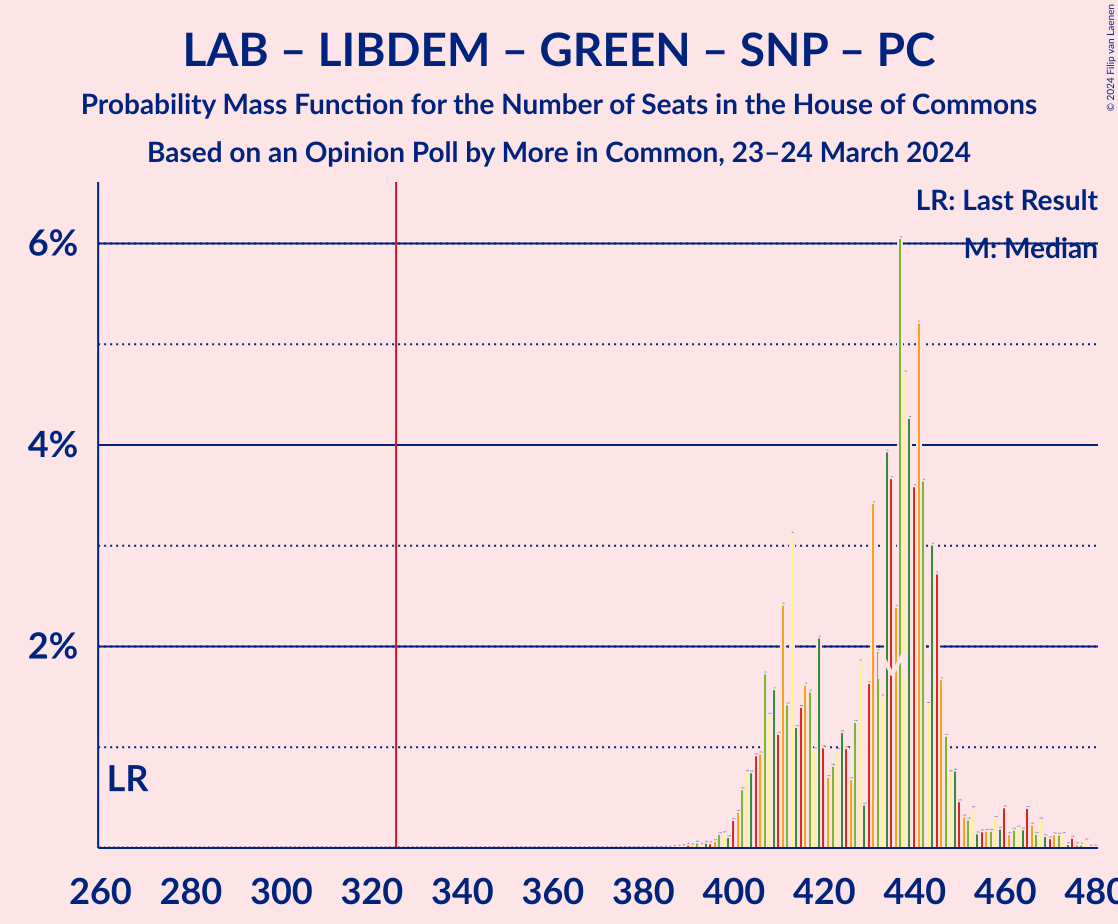 LAB – LIBDEM – GREEN – SNP – PC
Probability Mass Function for the Number of Seats in the House of Commons
Based on an Opinion Poll by More in Common, 23–24 March 2024
© 2024 Filip van Laenen
LR: Last Result
M: Median
6%
4%
2%
LR
260 280 300 320 340 360 380 400 420 440 460 480